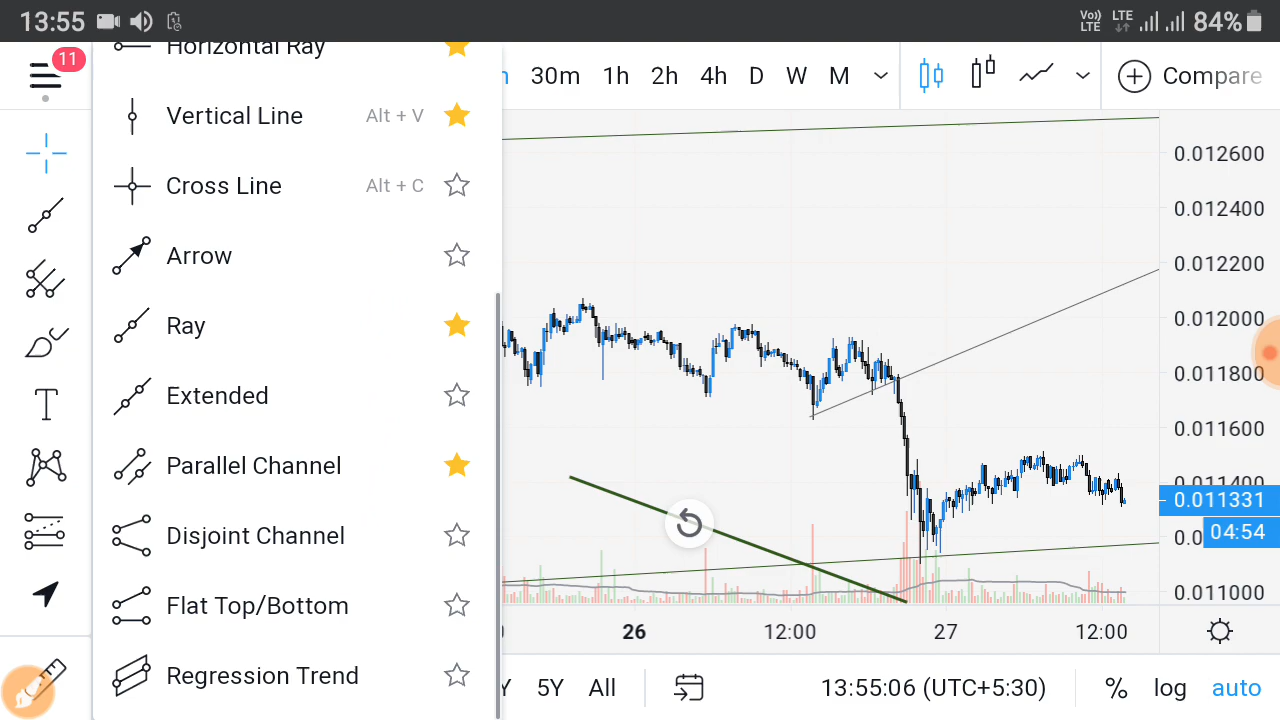 13:55
Vo)) LTE LTE 84%
11
Horizontal Ray
Vertical Line Alt + V
Cross Line Alt + C
Arrow
Ray
Extended
Parallel Channel
Disjoint Channel
Flat Top/Bottom
Regression Trend
30m 1h 2h 4h D W M
Compare
0.012600
0.012400
0.012200
0.012000
0.011800
0.011600
0.011331
04:54
0.011000
26 12:00 27 12:00
Y 5Y All
13:55:06 (UTC+5:30) % log auto
T